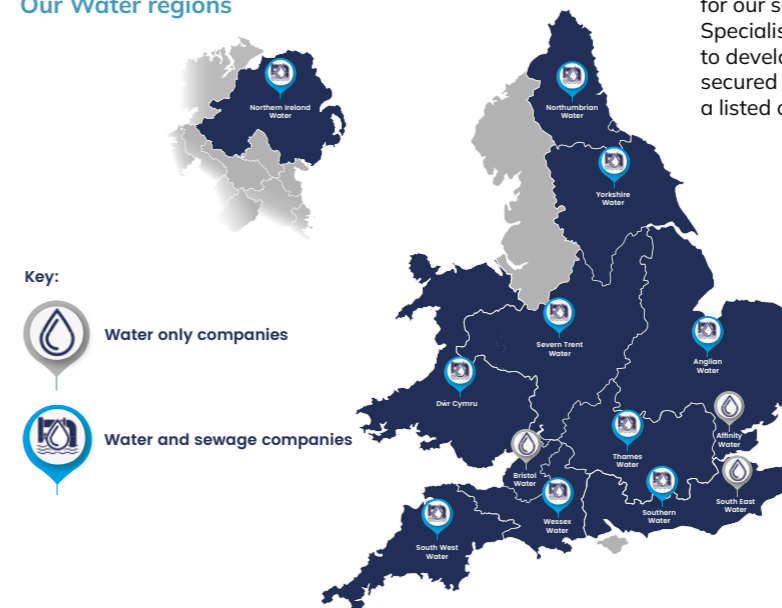 Our Water regions
for our s
Specialis
to develo
secured
a listed c
Northern Ireland
Water
Northumbrian
Water
Yorkshire
Water
Key:
Water only companies
Severn Trent
Water
Anglian
Water
Dŵr Cymru
Water and sewage companies
Affinity
Water
Thames
Water
Bristol
Water
South East
Water
Southern
Water
Wessex
Water
South West
Water